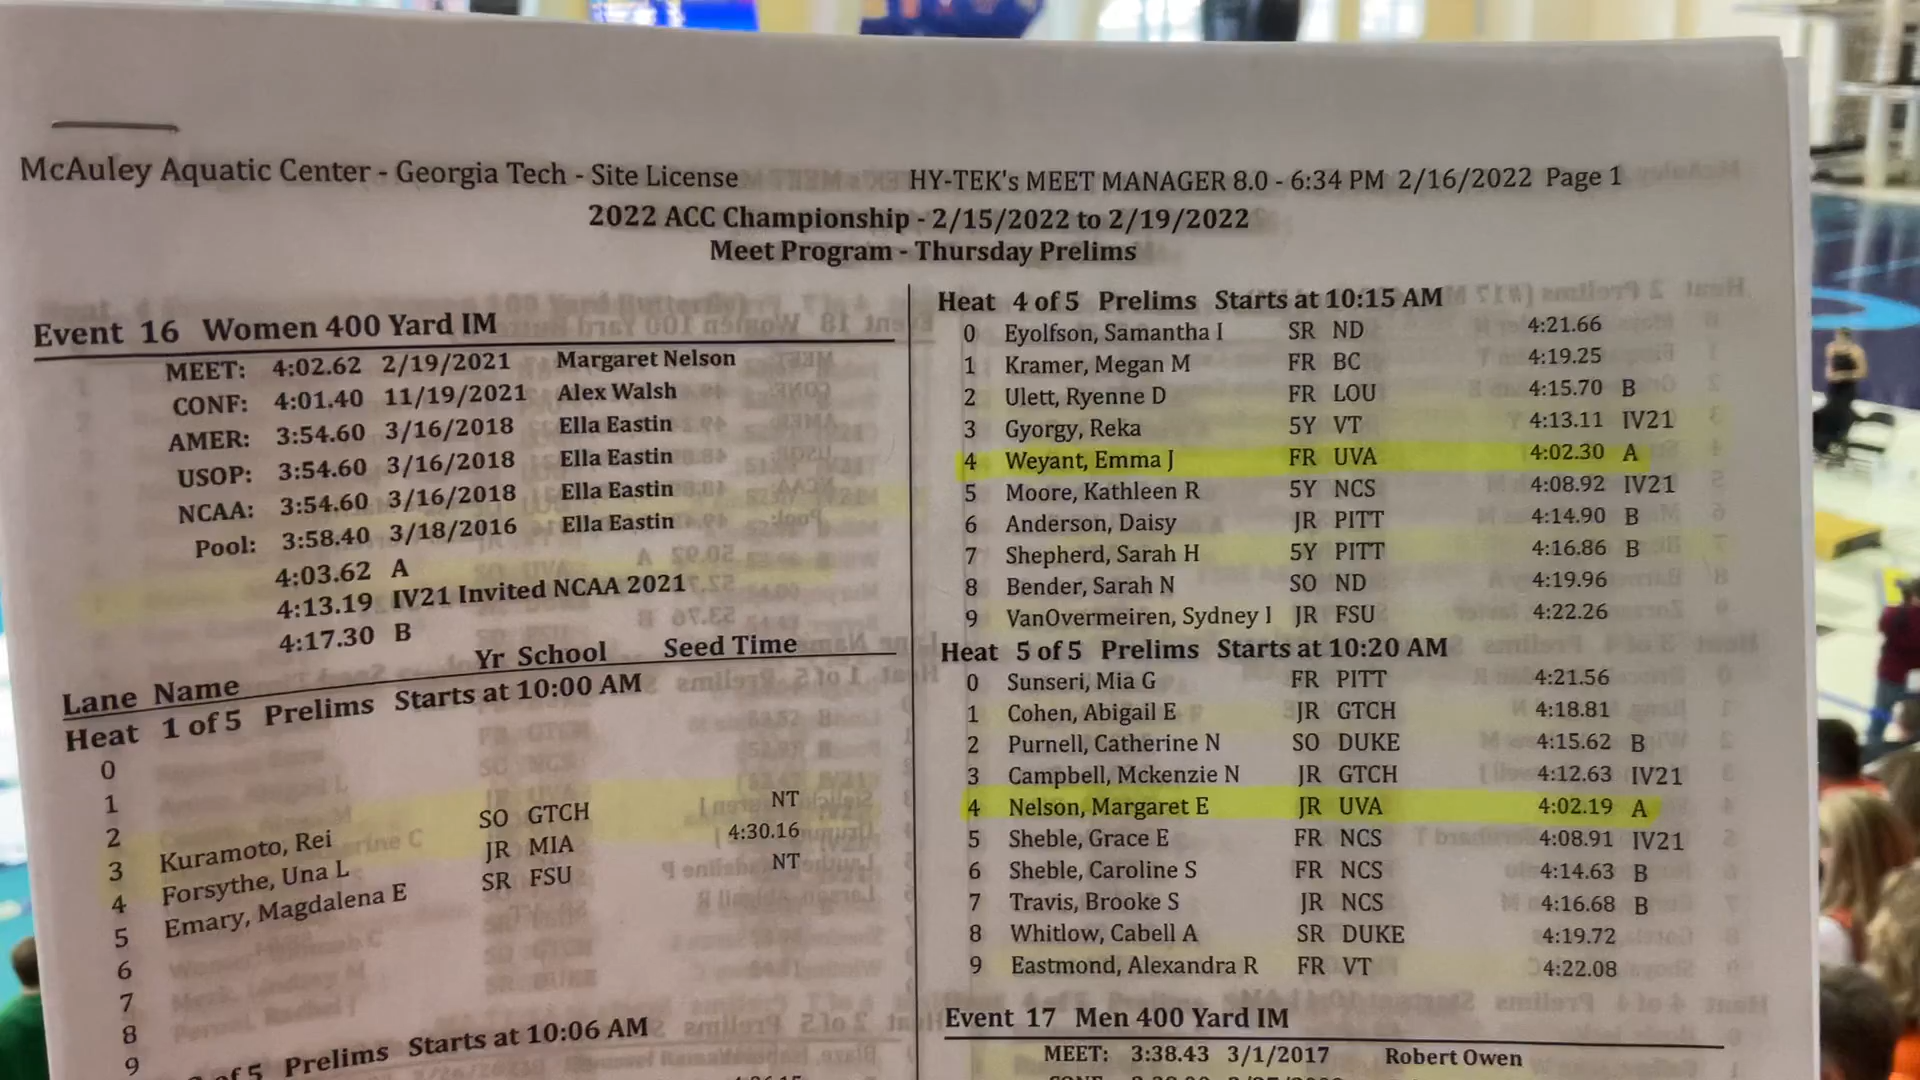 McAuley Aquatic Center - Georgia Tech - Site License HY-TEK's MEET MANAGER 8.0 - 6:34 PM 2/16/2022 Page 1
2022 ACC Championship - 2/15/2022 to 2/19/2022
Meet Program - Thursday Prelims
Event 16 Women 400 Yard IM
MEET: 4:02.62 2/19/2021 Margaret Nelson
CONF: 4:01.40 11/19/2021 Alex Walsh
AMER: 3:54.60 3/16/2018 Ella Eastin
USOP: 3:54.60 3/16/2018 Ella Eastin
NCAA: 3:54.60 3/16/2018 Ella Eastin
Pool: 3:58.40 3/18/2016 Ella Eastin
4:03.62 A
4:13.19 IV21 Invited NCAA 2021
4:17.30 B
Lane Name Yr School Seed Time
Heat 1 of 5 Prelims Starts at 10:00 AM
0
1
2
3 Kuramoto, Rei SO GTCH NT
4 Forsythe, Una L JR MIA 4:30.16
5 Emary, Magdalena E SR FSU NT
6
7
8
9
of 5 Prelims Starts at 10:06 AM
Heat 4 of 5 Prelims Starts at 10:15 AM
0 Eyolfson, Samantha I SR ND 4:21.66
1 Kramer, Megan M FR BC 4:19.25
2 Ulett, Ryenne D FR LOU 4:15.70 B
3 Gyorgy, Reka 5Y VT 4:13.11 IV21
4 Weyant, Emma J FR UVA 4:02.30 A
5 Moore, Kathleen R 5Y NCS 4:08.92 IV21
6 Anderson, Daisy JR PITT 4:14.90 B
7 Shepherd, Sarah H 5Y PITT 4:16.86 B
8 Bender, Sarah N SO ND 4:19.96
9 VanOvermeiren, Sydney I JR FSU 4:22.26
Heat 5 of 5 Prelims Starts at 10:20 AM
0 Sunseri, Mia G FR PITT 4:21.56
1 Cohen, Abigail E JR GTCH 4:18.81
2 Purnell, Catherine N SO DUKE 4:15.62 B
3 Campbell, Mckenzie N JR GTCH 4:12.63 IV21
4 Nelson, Margaret E JR UVA 4:02.19 A
5 Sheble, Grace E FR NCS 4:08.91 IV21
6 Sheble, Caroline S FR NCS 4:14.63 B
7 Travis, Brooke S JR NCS 4:16.68 B
8 Whitlow, Cabell A SR DUKE 4:19.72
9 Eastmond, Alexandra R FR VT 4:22.08
Event 17 Men 400 Yard IM
MEET: 3:38.43 3/1/2017 Robert Owen